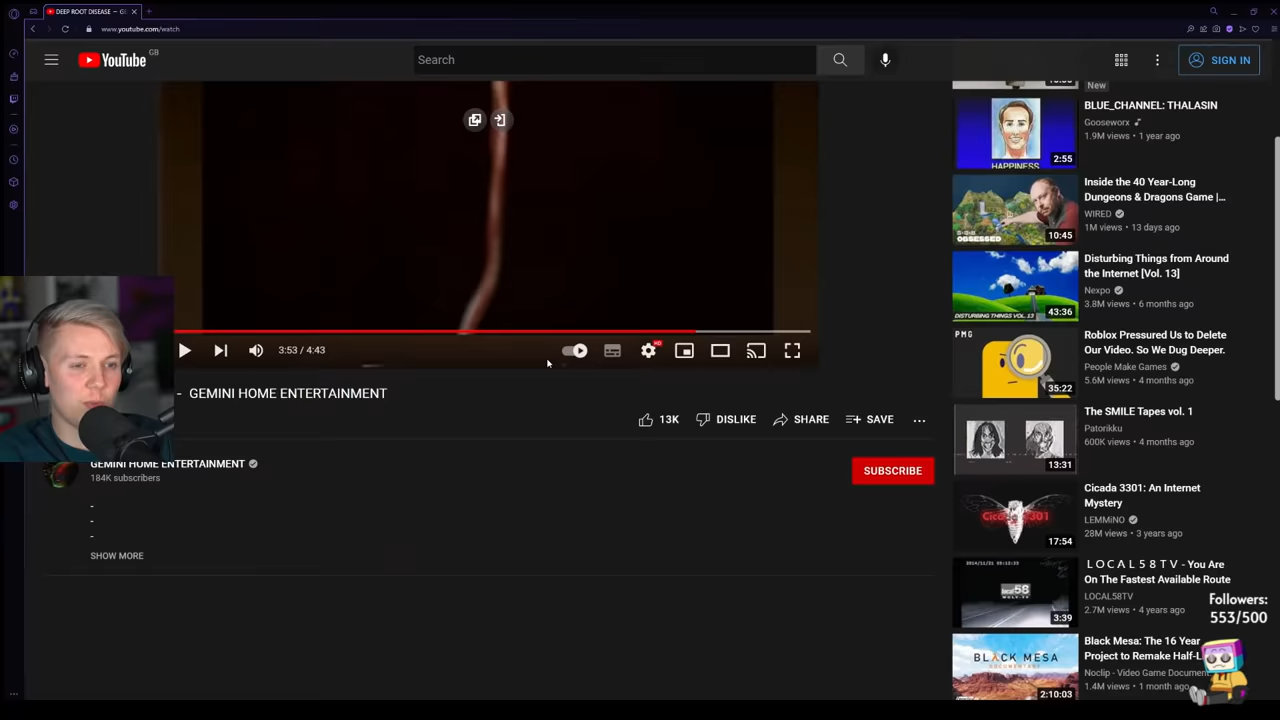 DEEP ROOT DISEASE – GE
www.youtube.com/watch
YouTube
GB
Search
SIGN IN
3:53 / 4:43
HD
- GEMINI HOME ENTERTAINMENT
13K
DISLIKE
SHARE
SAVE
GEMINI HOME ENTERTAINMENT
184K subscribers
SUBSCRIBE
-
-
-
SHOW MORE
New
HAPPINESS
2:55
BLUE_CHANNEL: THALASIN
Gooseworx
1.9M views • 1 year ago
OBSESSED
10:45
Inside the 40 Year-Long
Dungeons & Dragons Game |...
WIRED
1M views • 13 days ago
DISTURBING THINGS VOL. 13
43:36
Disturbing Things from Around
the Internet [Vol. 13]
Nexpo
3.8M views • 6 months ago
PMG
35:22
Roblox Pressured Us to Delete
Our Video. So We Dug Deeper.
People Make Games
5.6M views • 4 months ago
13:31
The SMILE Tapes vol. 1
Patorikku
600K views • 4 months ago
17:54
Cicada 3301: An Internet
Mystery
LEMMiNO
28M views • 3 years ago
local58
3:39
L O C A L 5 8 T V - You Are
On The Fastest Available Route
LOCAL58TV
2.7M views • 4 years ago
BLACK MESA
2:10:03
Black Mesa: The 16 Year
Project to Remake Half-L
Noclip - Video Game Document
1.4M views • 1 month ago
Followers:
553/500